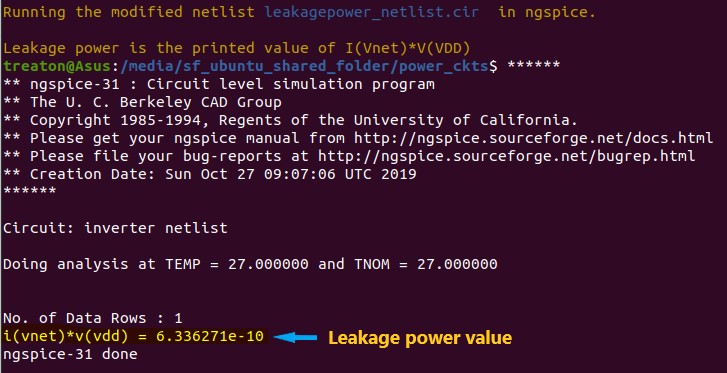 Running the modified netlist leakagepower_netlist.cir  in ngspice.
Leakage power is the printed value of I(Vnet)*V(VDD)
treaton@Asus:/media/sf_ubuntu_shared_folder/power_ckts$ ******
** ngspice-31 : Circuit level simulation program
** The U. C. Berkeley CAD Group
** Copyright 1985-1994, Regents of the University of California.
** Please get your ngspice manual from http://ngspice.sourceforge.net/docs.html
** Please file your bug-reports at http://ngspice.sourceforge.net/bugrep.html
** Creation Date: Sun Oct 27 09:07:06 UTC 2019
******
Circuit: inverter netlist
Doing analysis at TEMP = 27.000000 and TNOM = 27.000000
No. of Data Rows : 1
i(vnet)*v(vdd) = 6.336271e-10 Leakage power value
ngspice-31 done